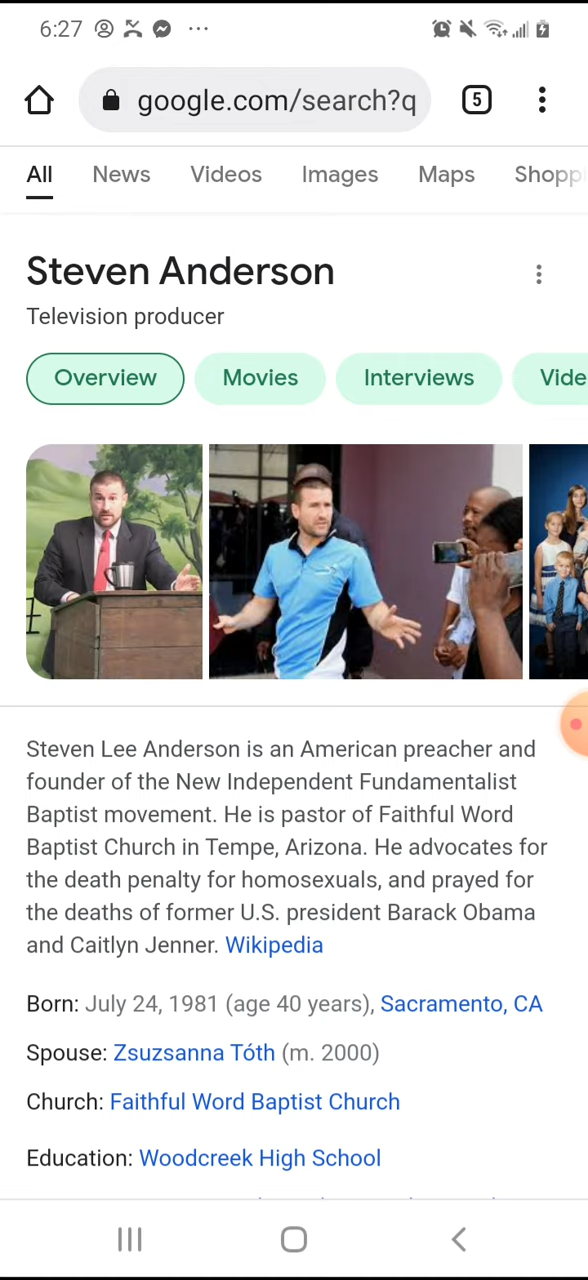 6:27
google.com/search?q
5
All News Videos Images Maps Shopp
Steven Anderson
Television producer
Overview Movies Interviews Vide
Steven Lee Anderson is an American preacher and
founder of the New Independent Fundamentalist
Baptist movement. He is pastor of Faithful Word
Baptist Church in Tempe, Arizona. He advocates for
the death penalty for homosexuals, and prayed for
the deaths of former U.S. president Barack Obama
and Caitlyn Jenner. Wikipedia
Born: July 24, 1981 (age 40 years), Sacramento, CA
Spouse: Zsuzsanna Tóth (m. 2000)
Church: Faithful Word Baptist Church
Education: Woodcreek High School